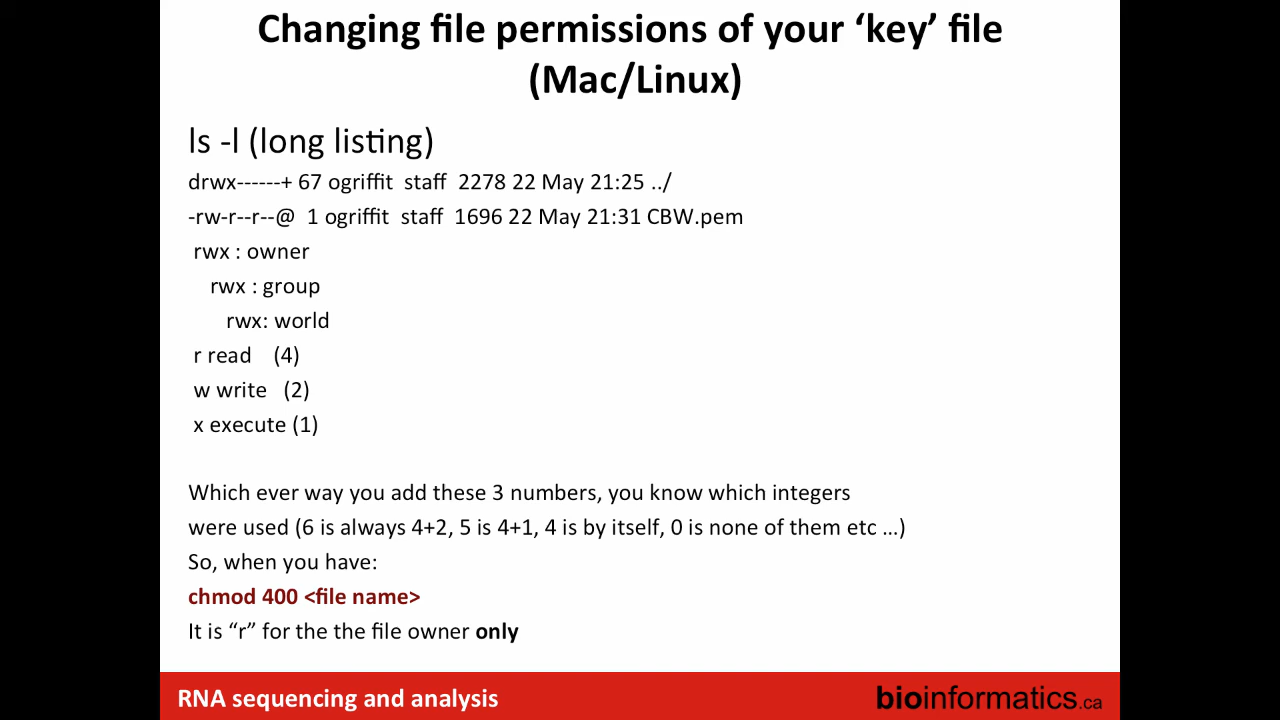 Changing file permissions of your ‘key’ file
(Mac/Linux)
ls -l (long listing)
drwx------+ 67 ogriffit  staff  2278 22 May 21:25 ../
-rw-r--r--@  1 ogriffit  staff  1696 22 May 21:31 CBW.pem
rwx : owner
rwx : group
rwx: world
r read    (4)
w write   (2)
x execute (1)
Which ever way you add these 3 numbers, you know which integers
were used (6 is always 4+2, 5 is 4+1, 4 is by itself, 0 is none of them etc ...)
So, when you have:
chmod 400 <file name>
It is “r” for the the file owner only
RNA sequencing and analysis
bioinformatics.ca